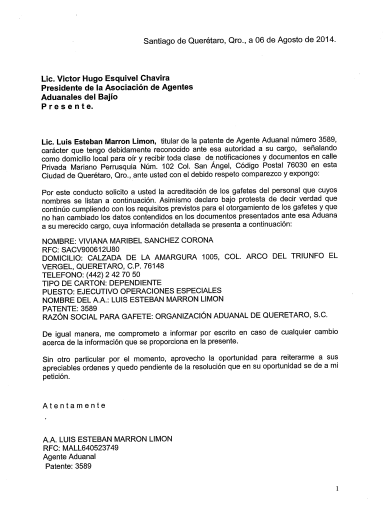 Santiago de Querétaro, Qro., a 06 de Agosto de 2014.
Lic. Victor Hugo Esquivel Chavira
Presidente de la Asociación de Agentes
Aduanales del Bajío
P r e s e n t e.
Lic. Luis Esteban Marron Limon, titular de la patente de Agente Aduanal número 3589,
carácter que tengo debidamente reconocido ante esa autoridad a su cargo, señalando
como domicilio local para oír y recibir toda clase de notificaciones y documentos en calle
Privada Mariano Perrusquía Núm. 102 Col. San Ángel, Código Postal 76030 en esta
Ciudad de Querétaro, Qro., ante usted con el debido respeto comparezco y expongo:
Por este conducto solicito a usted la acreditación de los gafetes del personal que cuyos
nombres se listan a continuación. Asimismo declaro bajo protesta de decir verdad que
continúo cumpliendo con los requisitos previstos para el otorgamiento de los gafetes y que
no han cambiado los datos contendidos en los documentos presentados ante esa Aduana
a su merecido cargo, cuya información detallada se presenta a continuación:
NOMBRE: VIVIANA MARIBEL SANCHEZ CORONA
RFC: SACV900612U80
DOMICILIO: CALZADA DE LA AMARGURA 1005, COL. ARCO DEL TRIUNFO EL
VERGEL, QUERETARO, C.P. 76148
TELEFONO: (442) 2 42 70 50
TIPO DE CARTON: DEPENDIENTE
PUESTO: EJECUTIVO OPERACIONES ESPECIALES
NOMBRE DEL A.A.: LUIS ESTEBAN MARRON LIMON
PATENTE: 3589
RAZÓN SOCIAL PARA GAFETE: ORGANIZACIÓN ADUANAL DE QUERETARO, S.C.
De igual manera, me comprometo a informar por escrito en caso de cualquier cambio
acerca de la información que se proporciona en la presente.
Sin otro particular por el momento, aprovecho la oportunidad para reiterarme a sus
apreciables ordenes y quedo pendiente de la resolución que en su oportunidad se de a mi
petición.
A t e n t a m e n t e
.
A.A. LUIS ESTEBAN MARRON LIMON
RFC: MALL640523749
Agente Aduanal
Patente: 3589
1